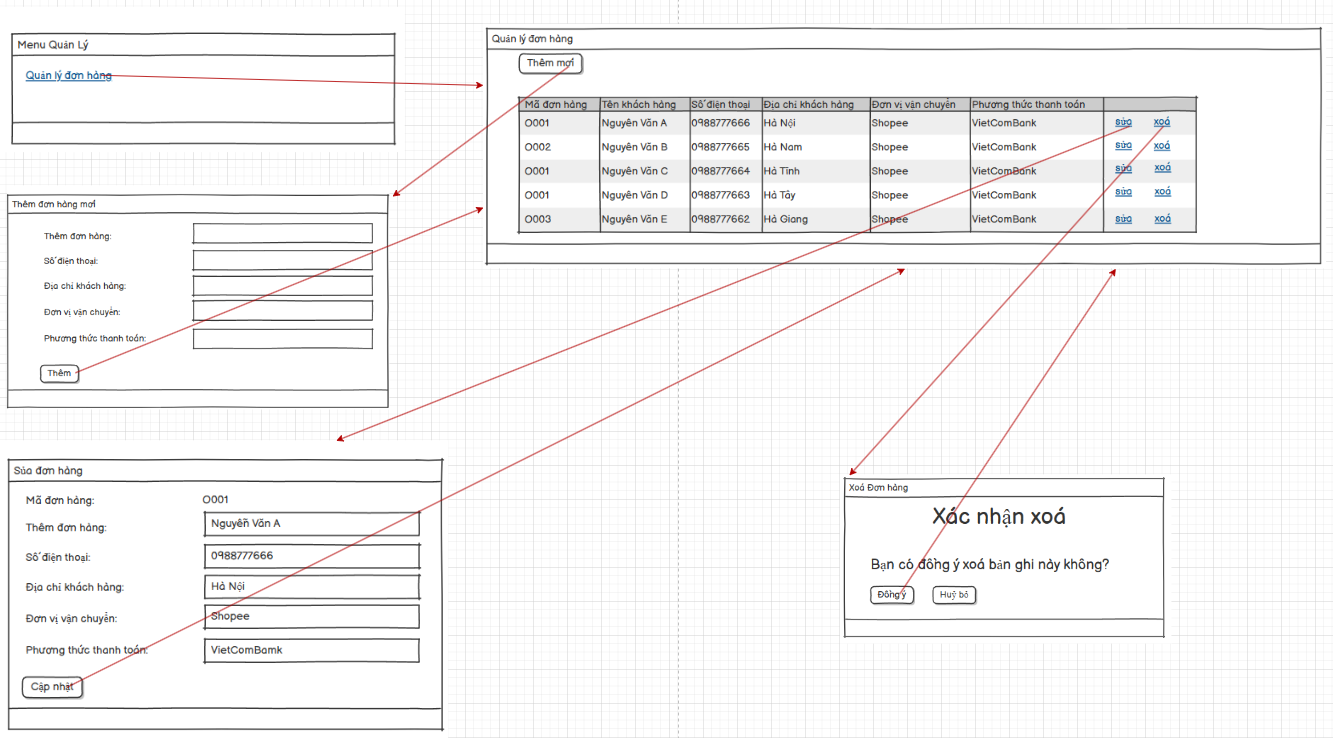 Menu Quản Lý
Quản lý đơn hàng
Quản lý đơn hàng
Thêm mới
Mã đơn hàng Tên khách hàng Số điện thoại Địa chỉ khách hàng Đơn vị vận chuyển Phương thức thanh toán
O001 Nguyên Văn A 0988777666 Hà Nội Shopee VietComBank sửa xoá
O002 Nguyên Văn B 0988777665 Hà Nam Shopee VietComBank sửa xoá
O001 Nguyên Văn C 0988777664 Hà Tĩnh Shopee VietComBank sửa xoá
O001 Nguyên Văn D 0988777663 Hà Tây Shopee VietComBank sửa xoá
O003 Nguyên Văn E 0988777662 Hà Giang Shopee VietComBank sửa xoá
Thêm đơn hàng mới
Thêm đơn hàng:
Số điện thoại:
Địa chỉ khách hàng:
Đơn vị vận chuyển:
Phương thức thanh toán:
Thêm
Sửa đơn hàng
Mã đơn hàng: O001
Thêm đơn hàng: Nguyễn Văn A
Số điện thoại: 0988777666
Địa chỉ khách hàng: Hà Nội
Đơn vị vận chuyển: Shopee
Phương thức thanh toán: VietComBamk
Cập nhật
Xoá Đơn hàng
Xác nhận xoá
Bạn có đồng ý xoá bản ghi này không?
Đồng ý Huỷ bỏ